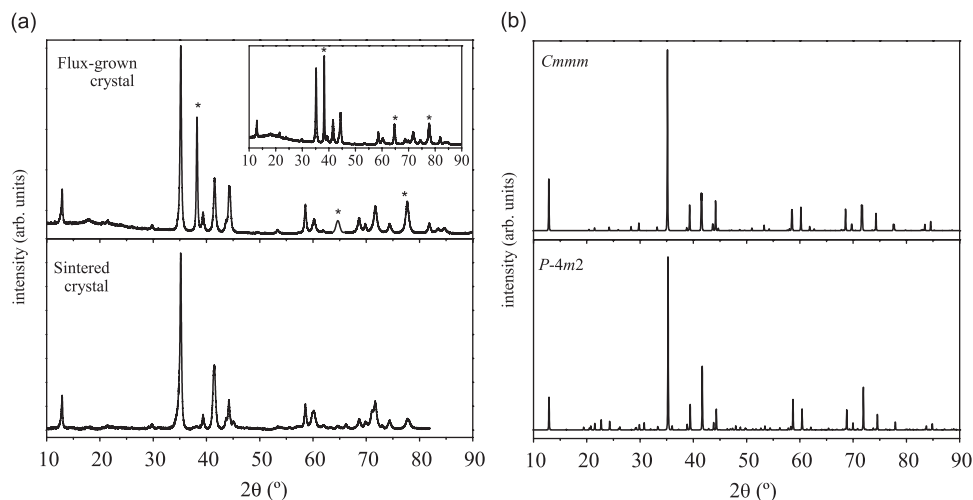 (a)
Flux-grown
crystal
*
*
*
*
*
*
10 20 30 40 50 60 70 80 90
Sintered
crystal
intensity (arb. units)
10 20 30 40 50 60 70 80 90
2θ (º)
(b)
Cmmm
P-4m2
intensity (arb. units)
10 20 30 40 50 60 70 80 90
2θ (º)